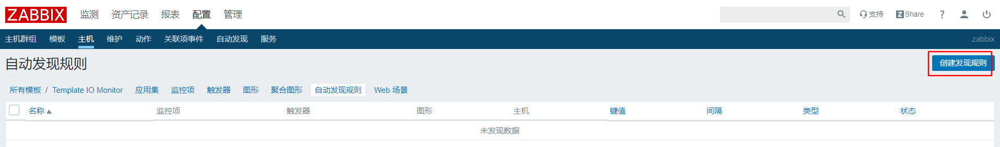 ZABBIX 监测 资产记录 报表 配置 管理 支持 Z Share ?
主机群组 模板 主机 维护 动作 关联项事件 自动发现 服务 zabbix
自动发现规则 创建发现规则
所有模板 / Template IO Monitor 应用集 监控项 触发器 图形 聚合图形 自动发现规则 Web 场景
名称 监控项 触发器 图形 主机 键值 间隔 类型 状态
未发现数据